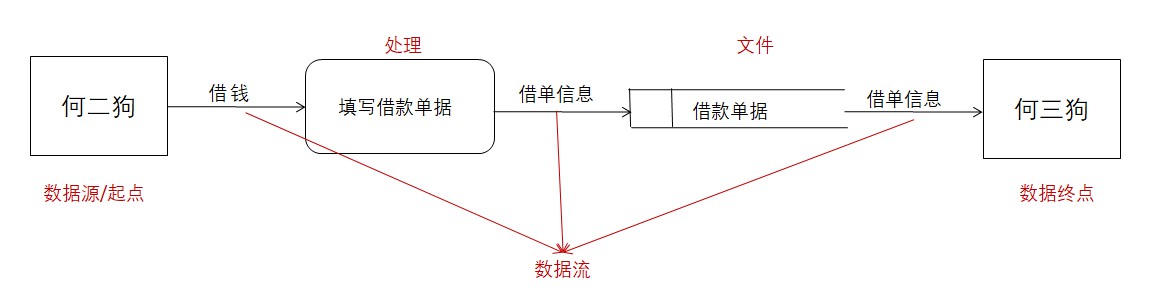 处理
文件
何二狗
借钱
填写借款单据
借单信息
借款单据
借单信息
何三狗
数据源/起点
数据终点
数据流